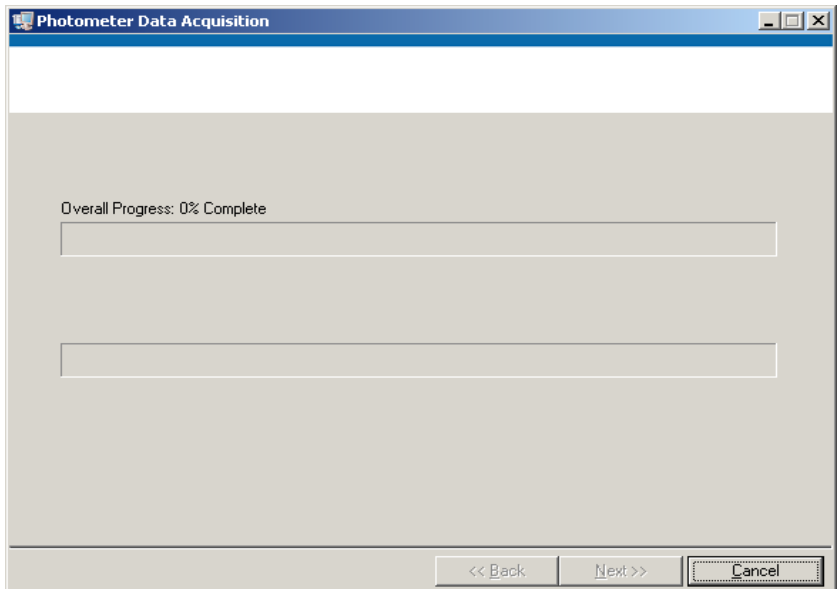 Photometer Data Acquisition
Overall Progress: 0% Complete
<< Back Next >> Cancel